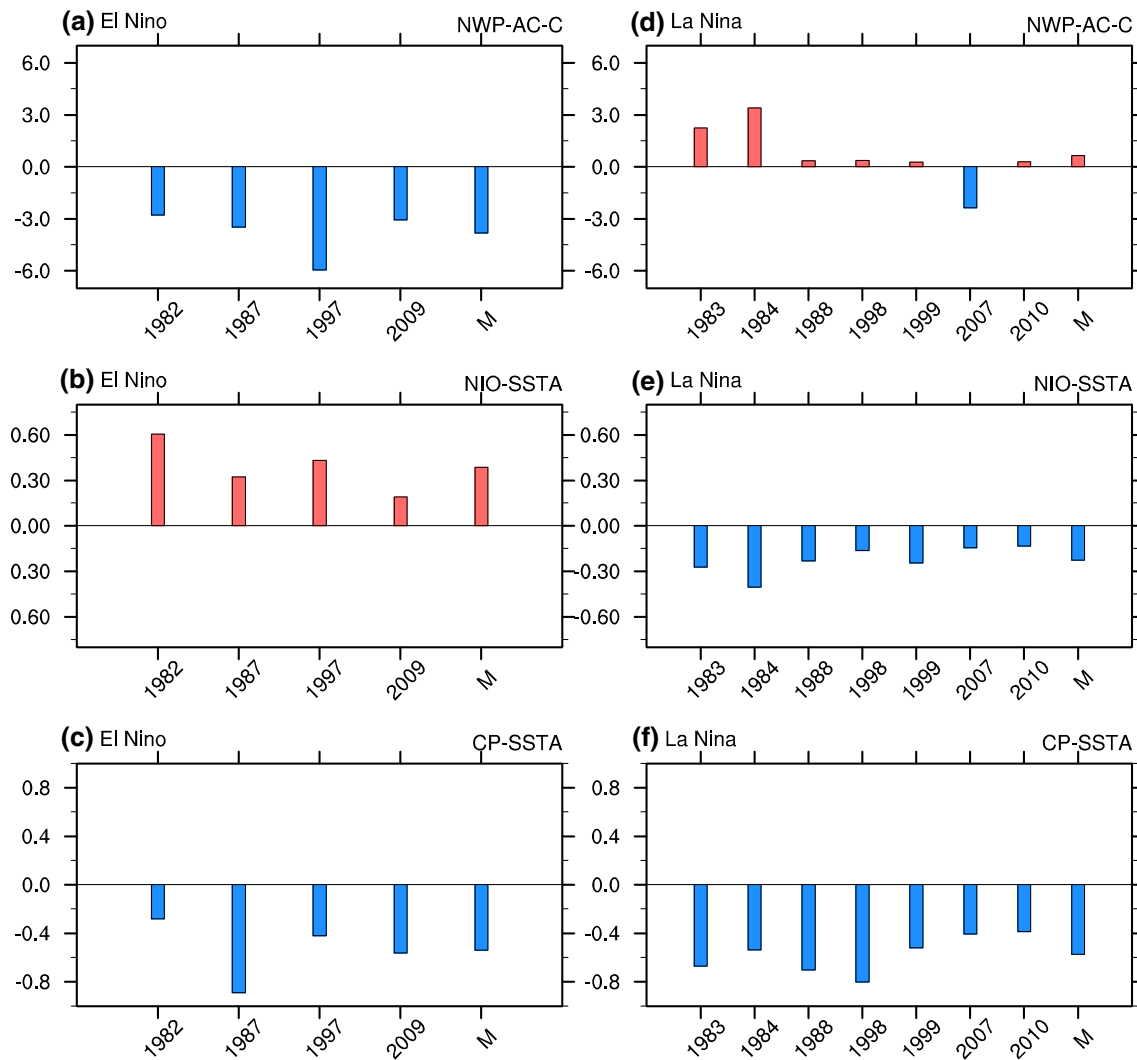 (a) El Nino NWP-AC-C
6.0
3.0
0.0
-3.0
-6.0
1982 1987 1997 2009 M
(d) La Nina NWP-AC-C
6.0
3.0
0.0
-3.0
-6.0
1983 1984 1988 1998 1999 2007 2010 M
(b) El Nino NIO-SSTA
0.60
0.30
0.00
0.30
0.60
1982 1987 1997 2009 M
(e) La Nina NIO-SSTA
0.60
0.30
0.00
-0.30
-0.60
1983 1984 1988 1998 1999 2007 2010 M
(c) El Nino CP-SSTA
0.8
0.4
0.0
-0.4
-0.8
1982 1987 1997 2009 M
(f) La Nina CP-SSTA
0.8
0.4
0.0
-0.4
-0.8
1983 1984 1988 1998 1999 2007 2010 M